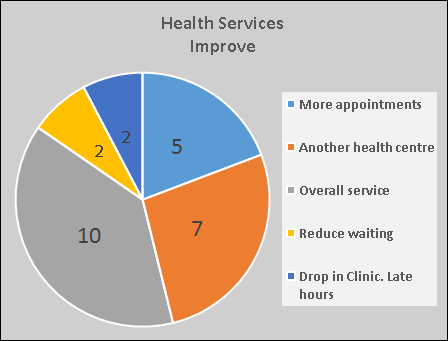 Health Services
Improve
5
7
10
2
2
More appointments
Another health centre
Overall service
Reduce waiting
Drop in Clinic. Late
hours